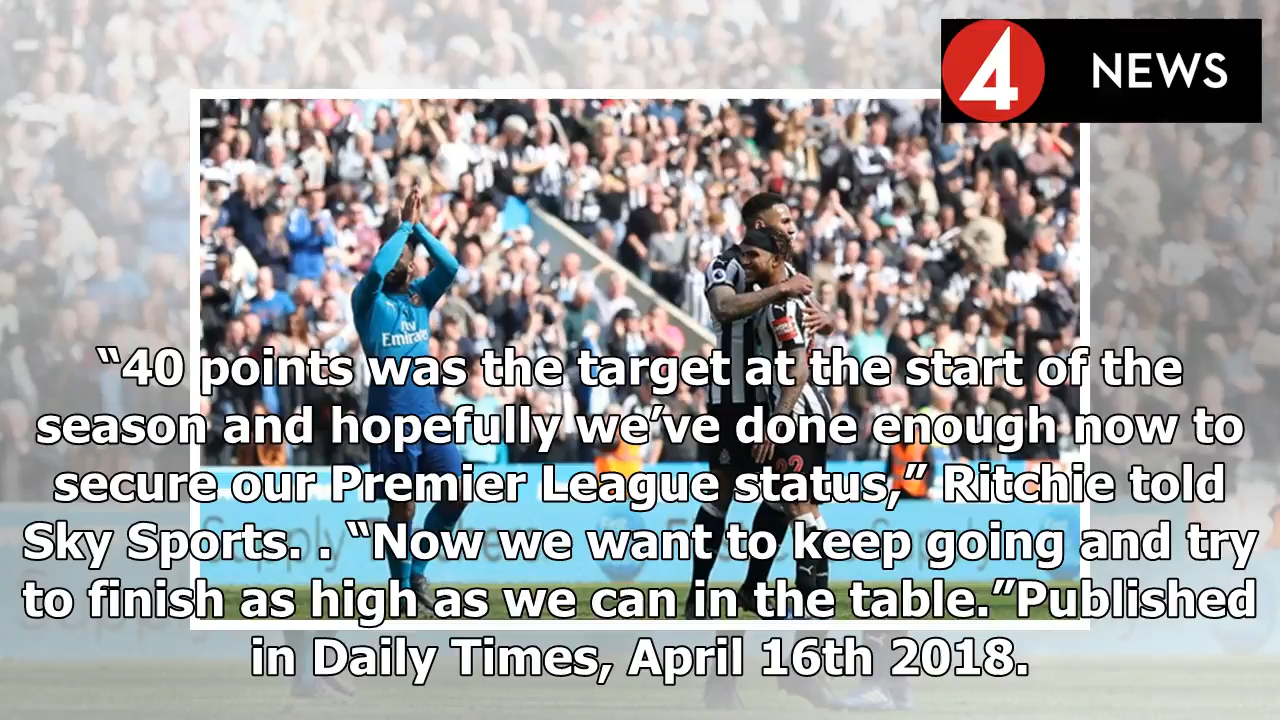 4 NEWS
Fly
Emirates
“40 points was the target at the start of the
season and hopefully we’ve done enough now to
secure our Premier League status,” Ritchie told
Sky Sports. . “Now we want to keep going and try
to finish as high as we can in the table.”Published
in Daily Times, April 16th 2018.